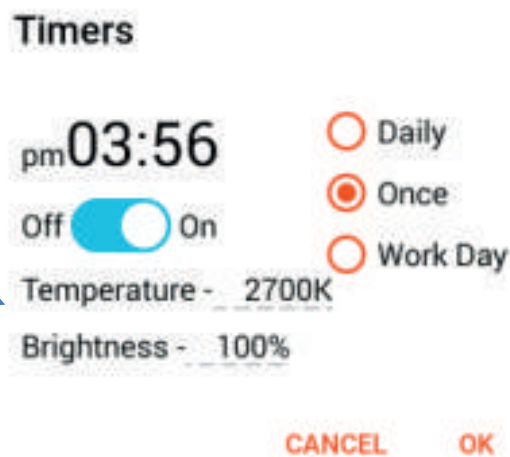 Timers
pm03:56
Off On
Temperature - 2700K
Brightness - 100%
Daily
Once
Work Day
CANCEL OK